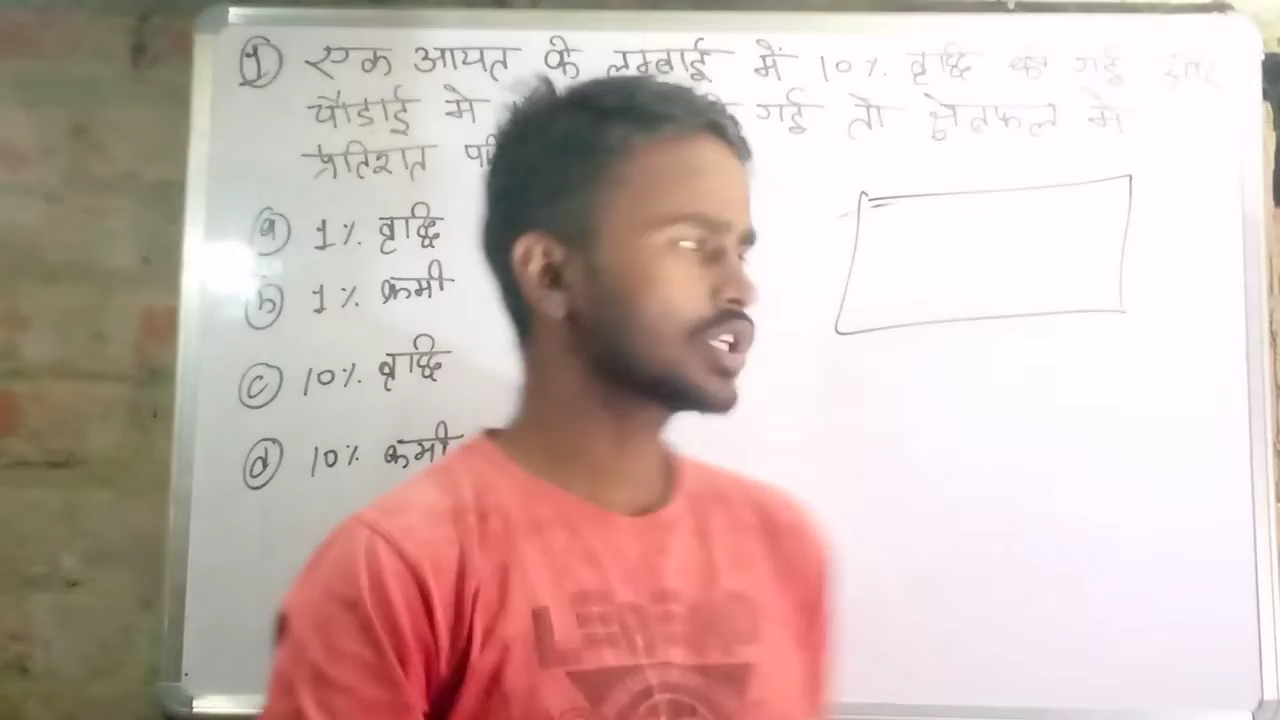 1 एक आयत के लम्बाई में 10% वृद्धि की गई और
चौडाई मे गई तो क्षेत्रफल मे
प्रतिशत
a 1% वृद्धि
b 1% कमी
c 10% वृद्धि
d 10% कमी